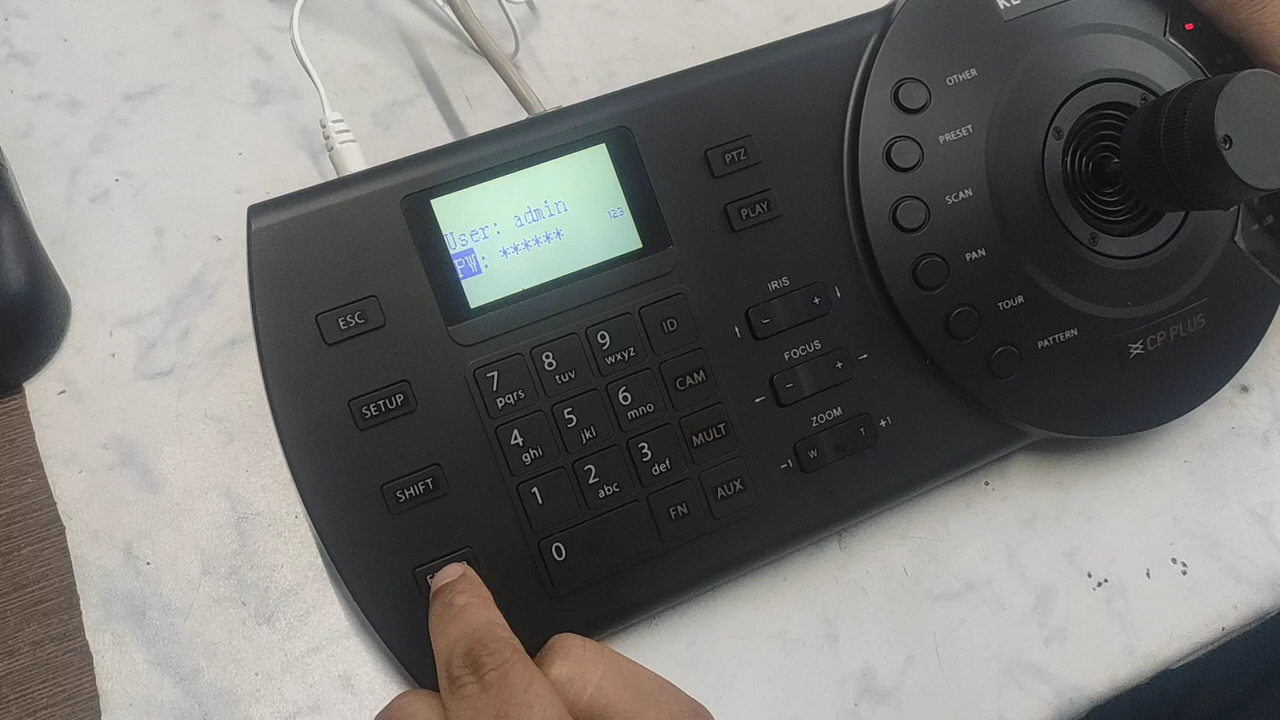 User: admin
123
PW: ******
ESC
SETUP
SHIFT
7 pqrs
8 tuv
9 wxyz
ID
4 ghi
5 jkl
6 mno
CAM
1
2 abc
3 def
MULT
0
FN
AUX
PTZ
PLAY
IRIS
- +
FOCUS
- +
ZOOM
-1 W T +1
OTHER
PRESET
SCAN
PAN
TOUR
PATTERN
CP PLUS